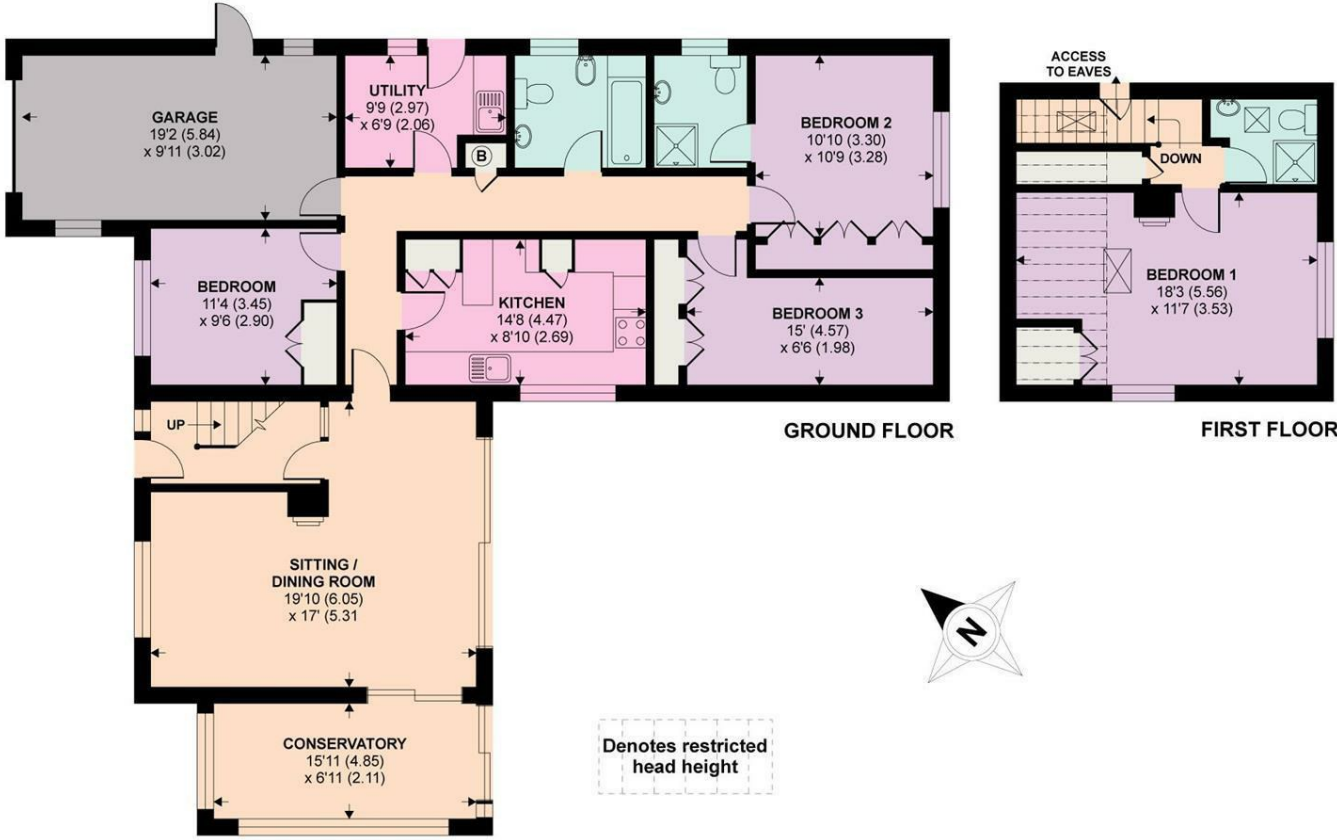 GARAGE
19'2 (5.84)
x 9'11 (3.02)
UTILITY
9'9 (2.97)
x 6'9 (2.06)
B
BEDROOM 2
10'10 (3.30)
x 10'9 (3.28)
BEDROOM
11'4 (3.45)
x 9'6 (2.90)
KITCHEN
14'8 (4.47)
x 8'10 (2.69)
BEDROOM 3
15' (4.57)
x 6'6 (1.98)
UP
GROUND FLOOR
SITTING /
DINING ROOM
19'10 (6.05)
x 17' (5.31
CONSERVATORY
15'11 (4.85)
x 6'11 (2.11)
ACCESS
TO EAVES
DOWN
BEDROOM 1
18'3 (5.56)
x 11'7 (3.53)
FIRST FLOOR
N
Denotes restricted
head height